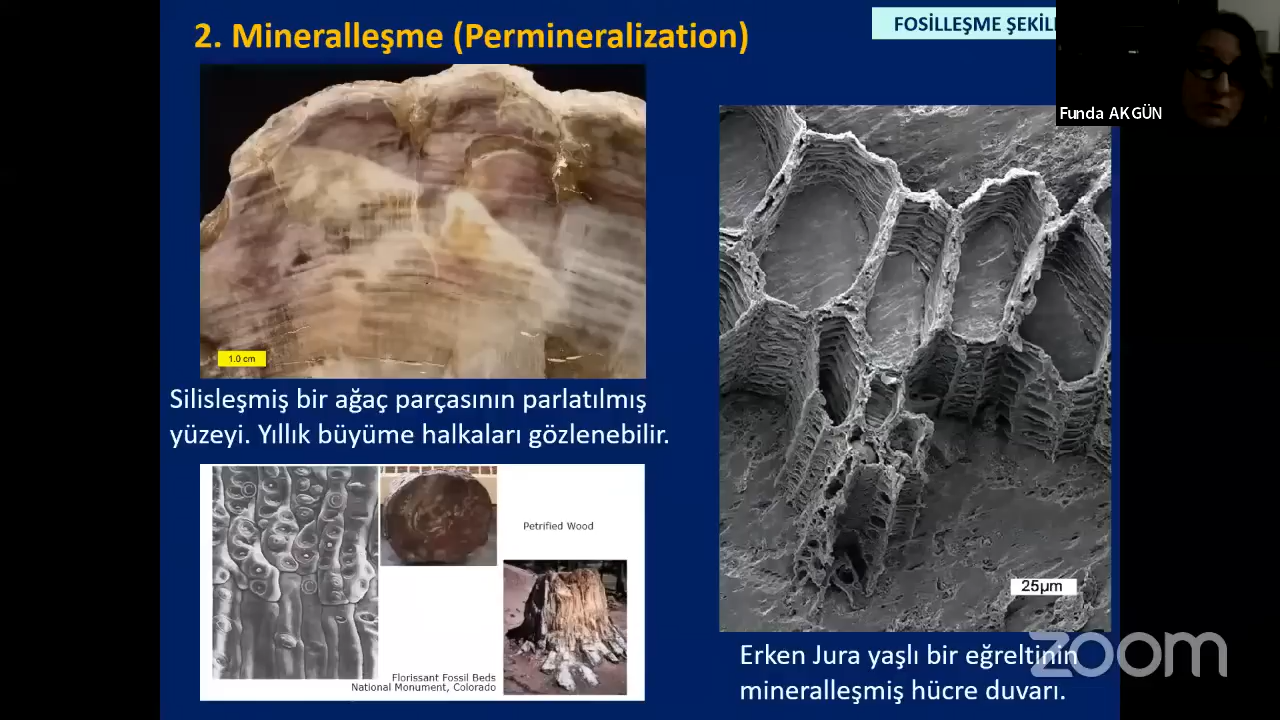 2. Mineralleşme (Permineralization)
FOSİLLEŞME ŞEKİL
zoom
Funda AKGÜN
1.0 cm
Silisleşmiş bir ağaç parçasının parlatılmış
yüzeyi. Yıllık büyüme halkaları gözlenebilir.
Petrified Wood
Florissant Fossil Beds
National Monument, Colorado
25µm
Erken Jura yaşlı bir eğreltinin
mineralleşmiş hücre duvarı.
zoom